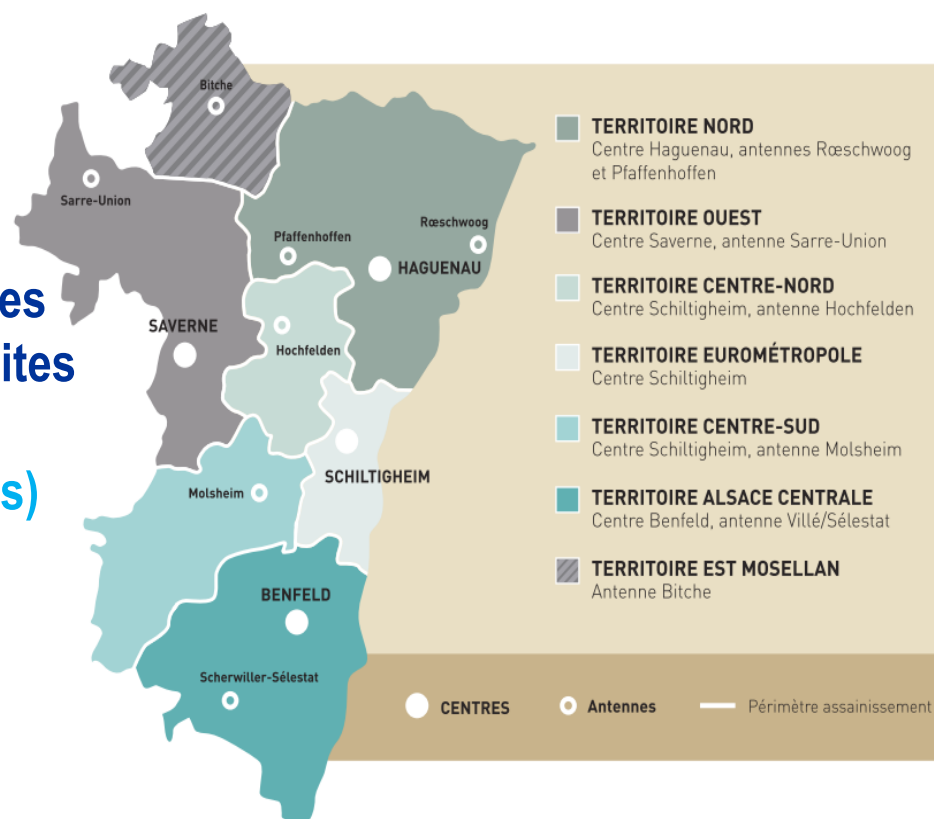 Bitche
Sarre-Union
Rœschwoog
Pfaffenhoffen
HAGUENAU
SAVERNE
Hochfelden
SCHILTIGHEIM
Molsheim
BENFELD
Scherwiller-Sélestat
es
ites
s)
TERRITOIRE NORD
Centre Haguenau, antennes Rœschwoog
et Pfaffenhoffen
TERRITOIRE OUEST
Centre Saverne, antenne Sarre-Union
TERRITOIRE CENTRE-NORD
Centre Schiltigheim, antenne Hochfelden
TERRITOIRE EUROMÉTROPOLE
Centre Schiltigheim
TERRITOIRE CENTRE-SUD
Centre Schiltigheim, antenne Molsheim
TERRITOIRE ALSACE CENTRALE
Centre Benfeld, antenne Villé/Sélestat
TERRITOIRE EST MOSELLAN
Antenne Bitche
CENTRES
Antennes
Périmètre assainissement